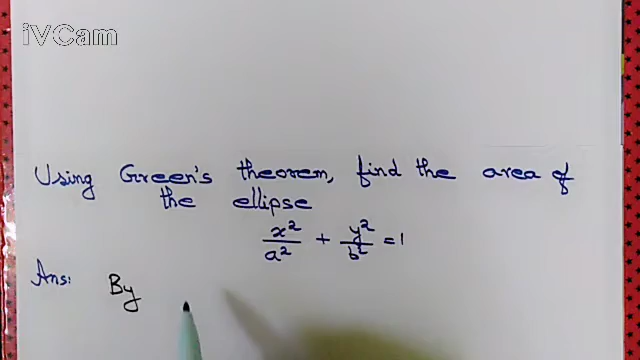 iVCam
Using Green's theorem, find the area of
the ellipse
x²/a² + y²/b² = 1
Ans: By